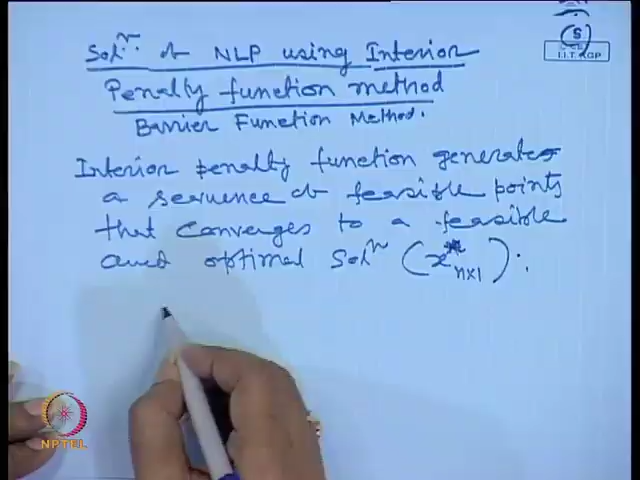 5
I.I.T. KGP
Solⁿ. of NLP using Interior
Penalty function method
Barrier Function Method.
Interior penalty function generates
a sequence of feasible points
that converges to a feasible
and optimal Solⁿ (x*ₙₓ₁).
NPTEL